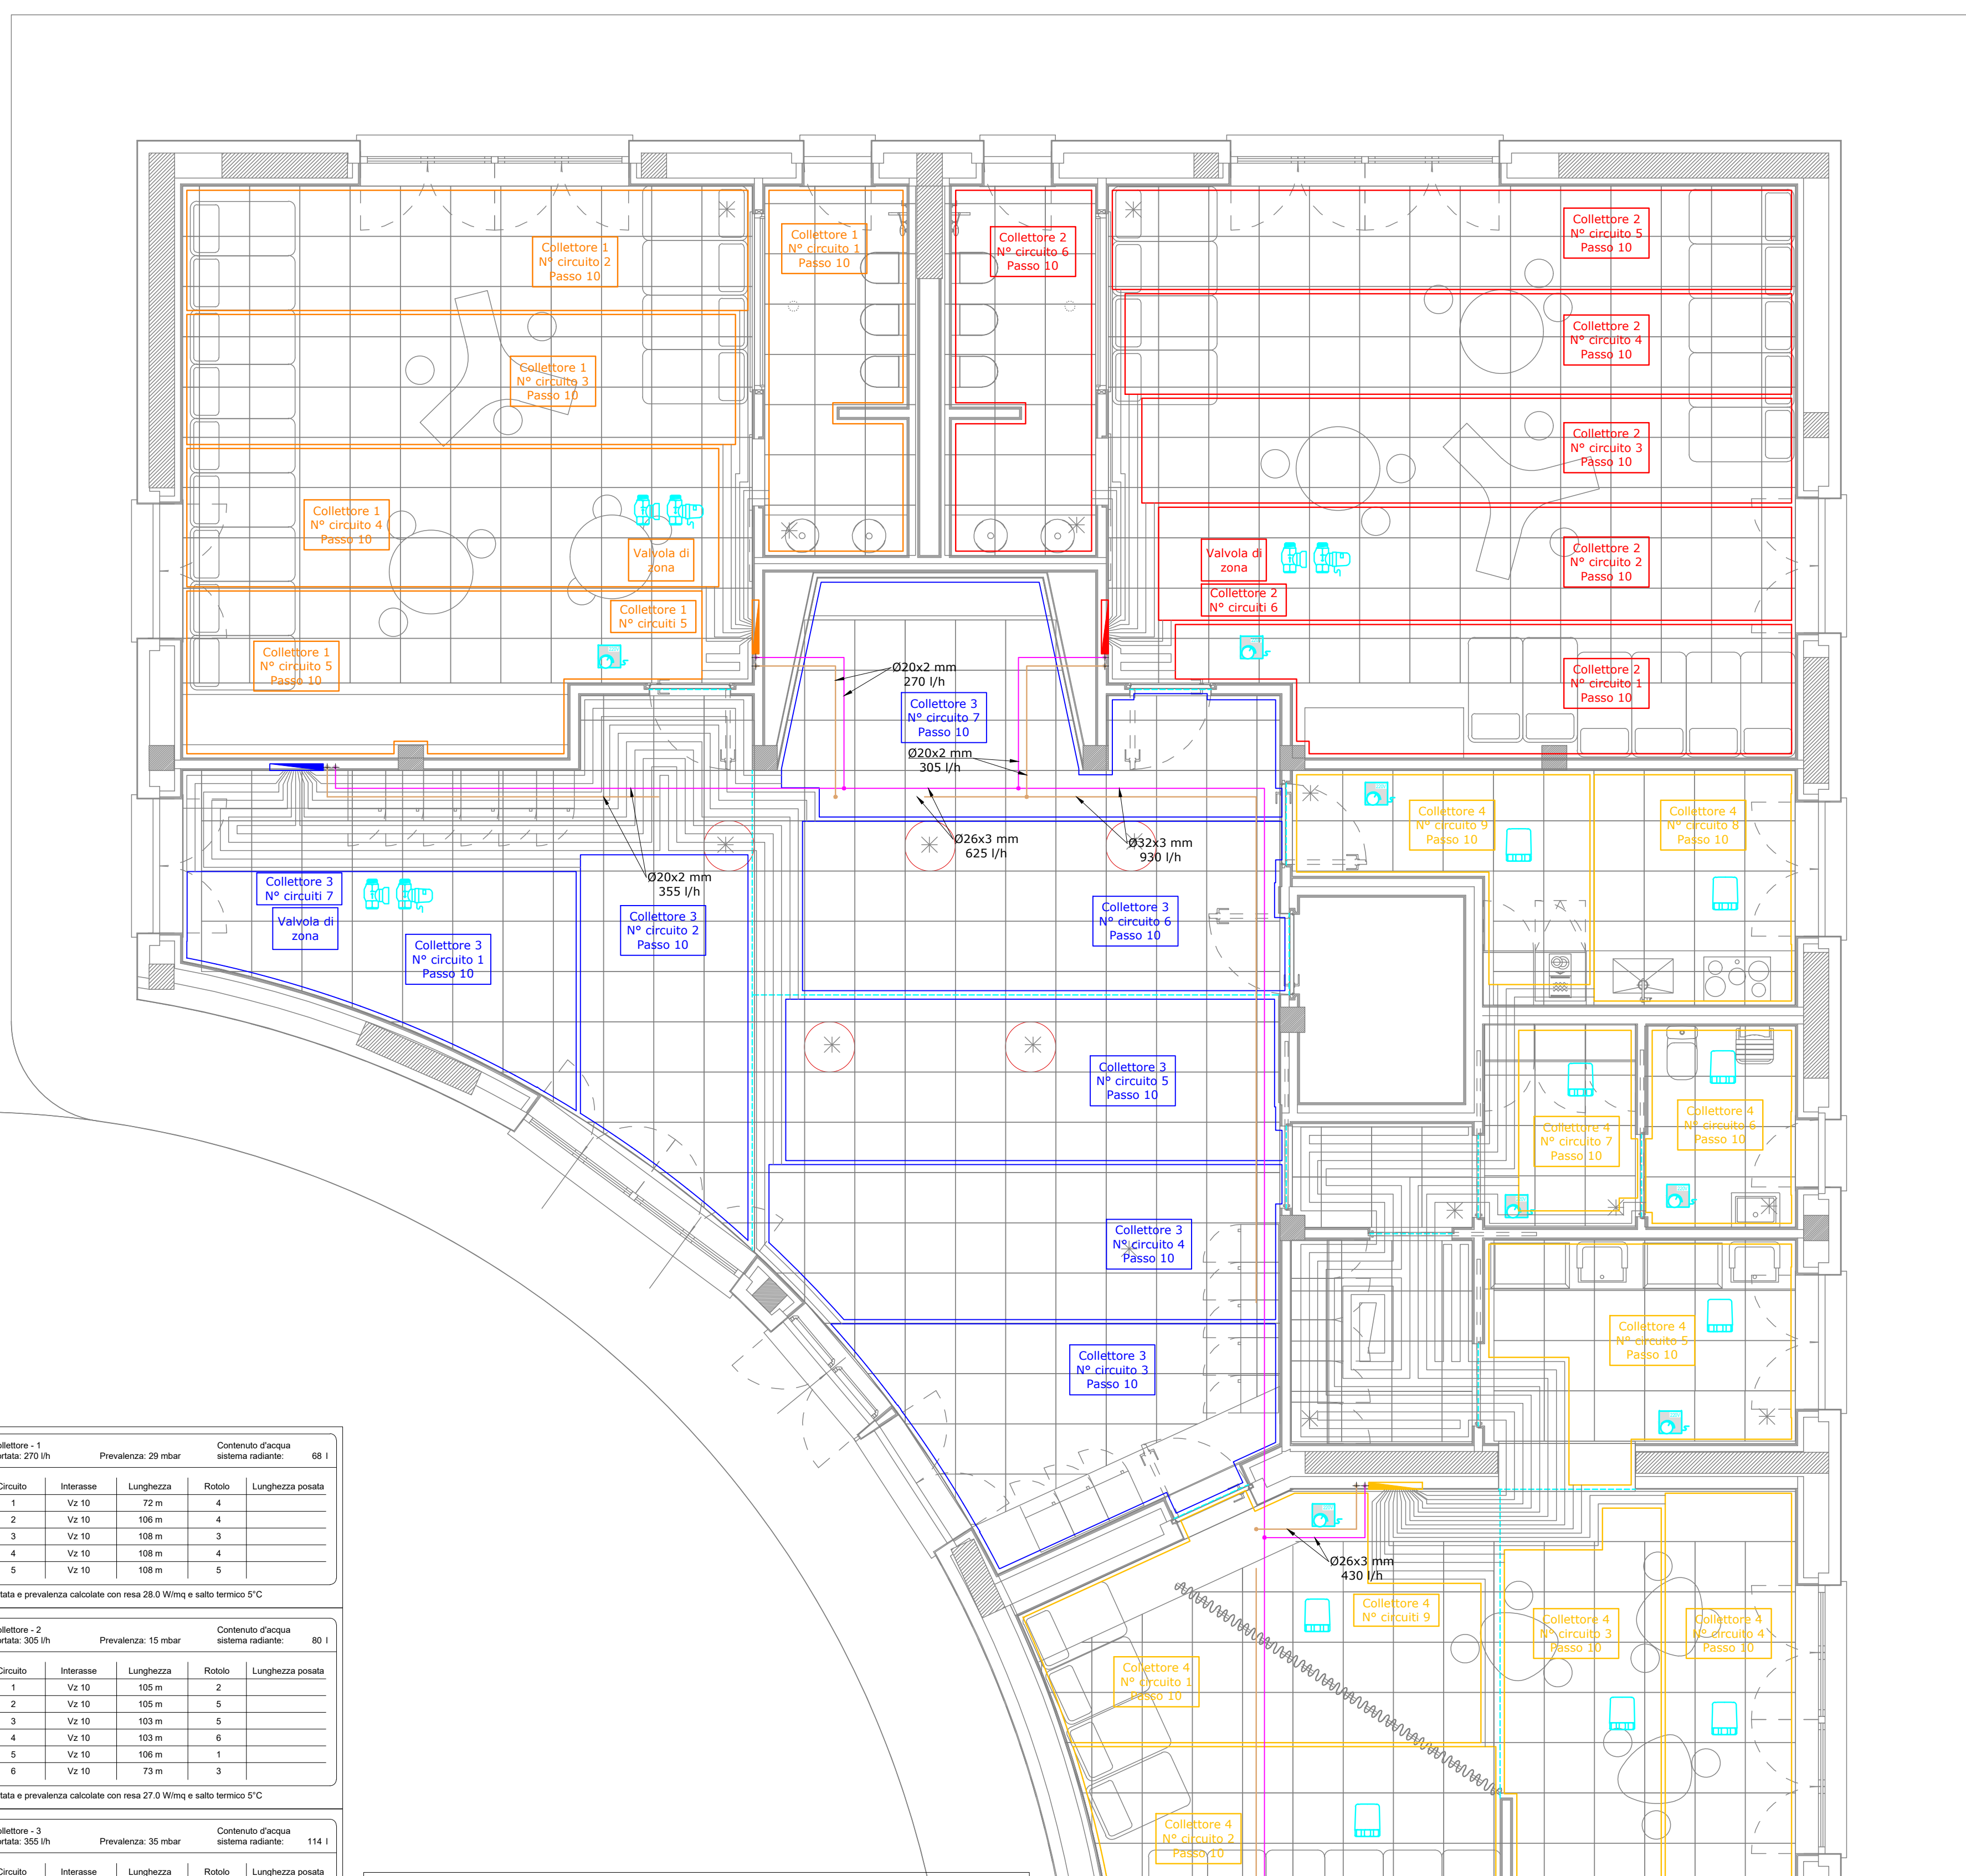 Collettore 1
N° circuito 2
Passo 10
Collettore 1
N° circuito 1
Passo 10
Collettore 2
N° circuito 6
Passo 10
Collettore 2
N° circuito 5
Passo 10
Collettore 1
N° circuito 3
Passo 10
Collettore 2
N° circuito 4
Passo 10
Collettore 2
N° circuito 3
Passo 10
Collettore 1
N° circuito 4
Passo 10
Valvola di
zona
Valvola di
zona
Collettore 2
N° circuito 2
Passo 10
Collettore 1
N° circuiti 5
Collettore 2
N° circuiti 6
Collettore 1
N° circuito 5
Passo 10
Ø20x2 mm
270 l/h
Collettore 2
N° circuito 1
Passo 10
Collettore 3
N° circuito 7
Passo 10
Ø20x2 mm
305 l/h
Collettore 4
N° circuito 9
Passo 10
Collettore 4
N° circuito 8
Passo 10
Ø26x3 mm
625 l/h
Ø32x3 mm
930 l/h
Ø20x2 mm
355 l/h
Collettore 3
N° circuiti 7
Valvola di
zona
Collettore 3
N° circuito 1
Passo 10
Collettore 3
N° circuito 2
Passo 10
Collettore 3
N° circuito 6
Passo 10
Collettore 3
N° circuito 5
Passo 10
Collettore 4
N° circuito 7
Passo 10
Collettore 4
N° circuito 6
Passo 10
Collettore 3
N° circuito 4
Passo 10
Collettore 4
N° circuito 5
Passo 10
Collettore 3
N° circuito 3
Passo 10
Ø26x3 mm
430 l/h
Collettore 4
N° circuiti 9
Collettore 4
N° circuito 3
Passo 10
Collettore 4
N° circuito 4
Passo 10
Collettore 4
N° circuito 1
Passo 10
Collettore 4
N° circuito 2
Passo 10
ollettore - 1
ortata: 270 l/h Prevalenza: 29 mbar
Contenuto d'acqua
sistema radiante: 68 l
Circuito Interasse Lunghezza Rotolo Lunghezza posata
1 Vz 10 72 m 4
2 Vz 10 106 m 4
3 Vz 10 108 m 3
4 Vz 10 108 m 4
5 Vz 10 108 m 5
rtata e prevalenza calcolate con resa 28.0 W/mq e salto termico 5°C
ollettore - 2
ortata: 305 l/h Prevalenza: 15 mbar
Contenuto d'acqua
sistema radiante: 80 l
Circuito Interasse Lunghezza Rotolo Lunghezza posata
1 Vz 10 105 m 2
2 Vz 10 105 m 5
3 Vz 10 103 m 5
4 Vz 10 103 m 6
5 Vz 10 106 m 1
6 Vz 10 73 m 3
rtata e prevalenza calcolate con resa 27.0 W/mq e salto termico 5°C
ollettore - 3
ortata: 355 l/h Prevalenza: 35 mbar
Contenuto d'acqua
sistema radiante: 114 l
Circuito Interasse Lunghezza Rotolo Lunghezza posata